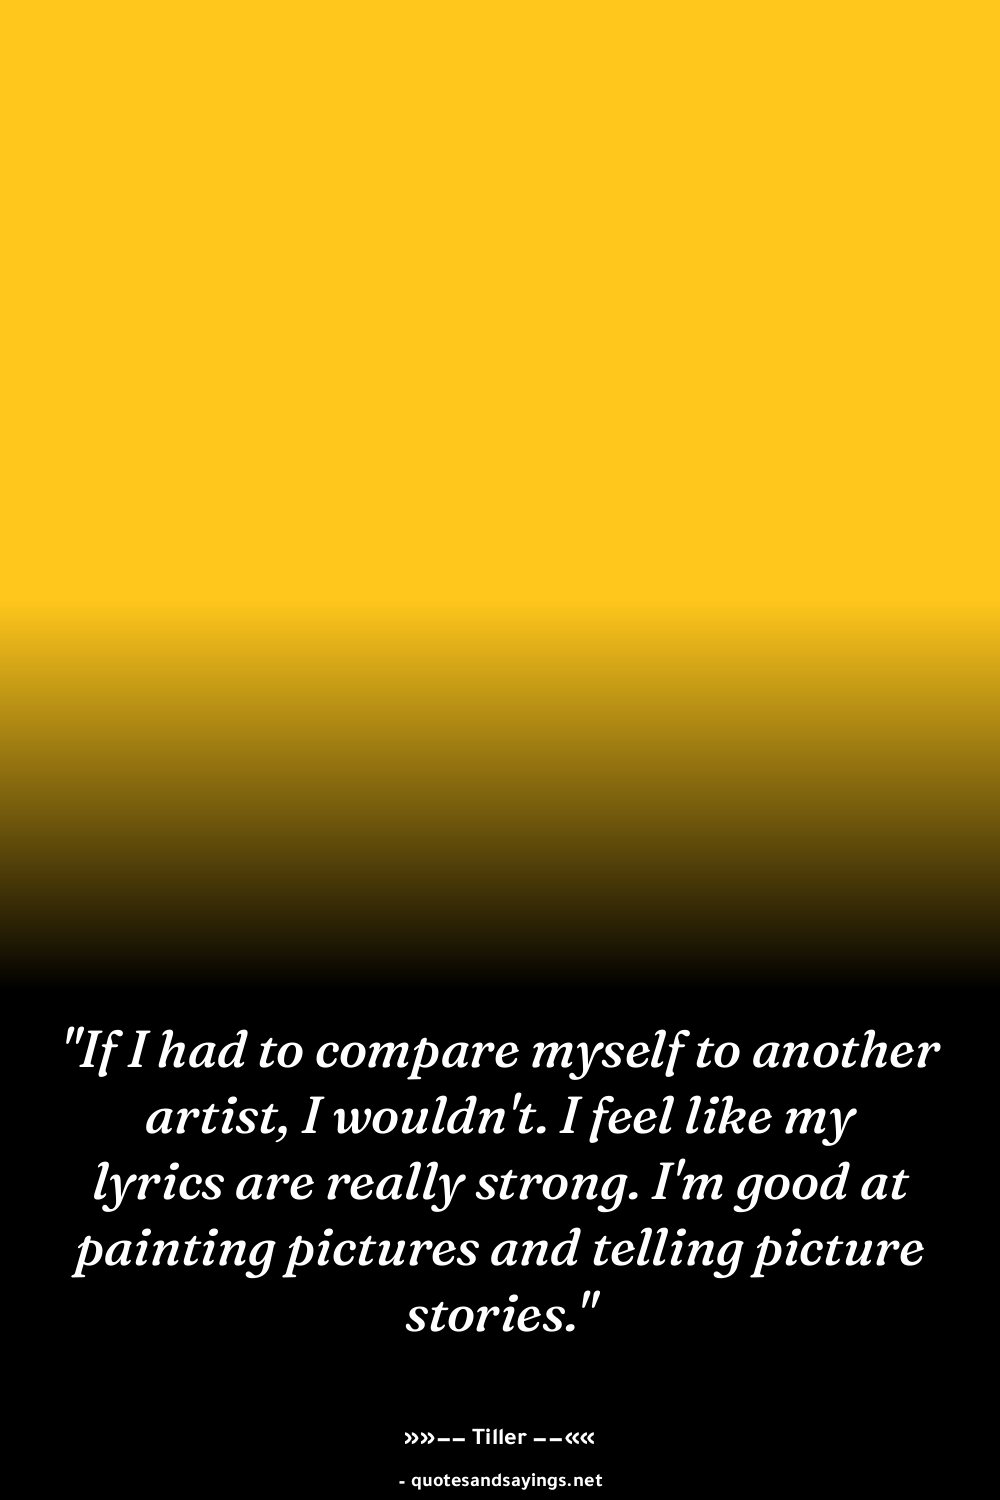 "If I had to compare myself to another
artist, I wouldn't. I feel like my
lyrics are really strong. I'm good at
painting pictures and telling picture
stories."
»»—— Tiller ——««
- quotesandsayings.net